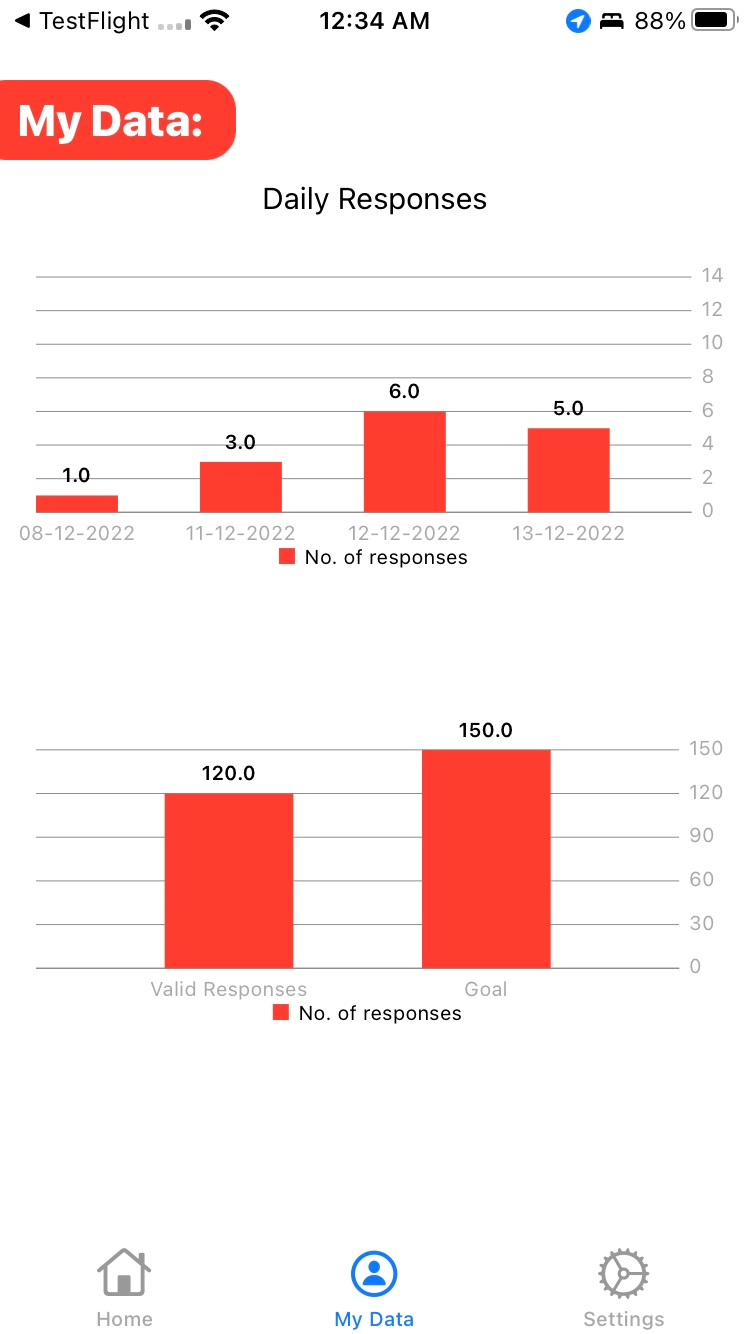 ◀ TestFlight 12:34 AM 88%
My Data:
Daily Responses
14
12
10
8
6.0
6
5.0
4
3.0
2
1.0
0
08-12-2022 11-12-2022 12-12-2022 13-12-2022
No. of responses
150.0
150
120.0
120
90
60
30
0
Valid Responses Goal
No. of responses
Home My Data Settings